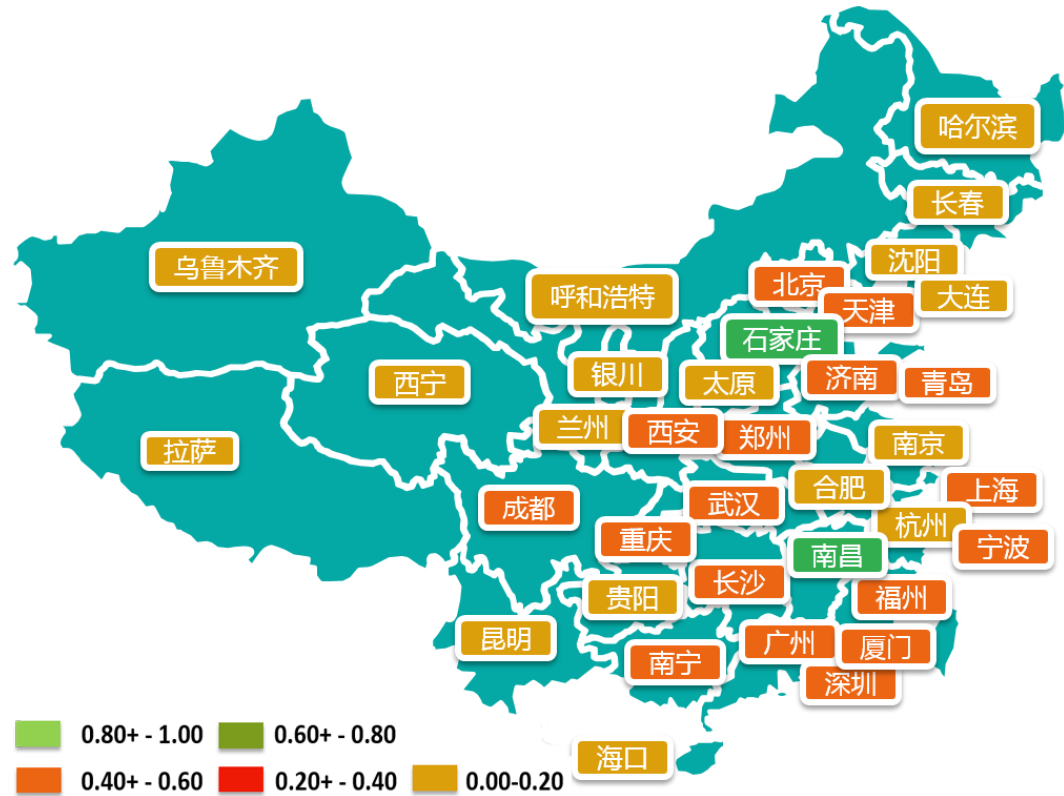 哈尔滨
长春
沈阳
乌鲁木齐
北京
呼和浩特
大连
天津
石家庄
银川
太原
济南
青岛
西宁
兰州
西安
郑州
南京
拉萨
合肥
上海
成都
武汉
杭州
重庆
宁波
南昌
长沙
贵阳
福州
昆明
广州
厦门
南宁
深圳
海口
0.80+ - 1.00
0.60+ - 0.80
0.40+ - 0.60
0.20+ - 0.40
0.00-0.20